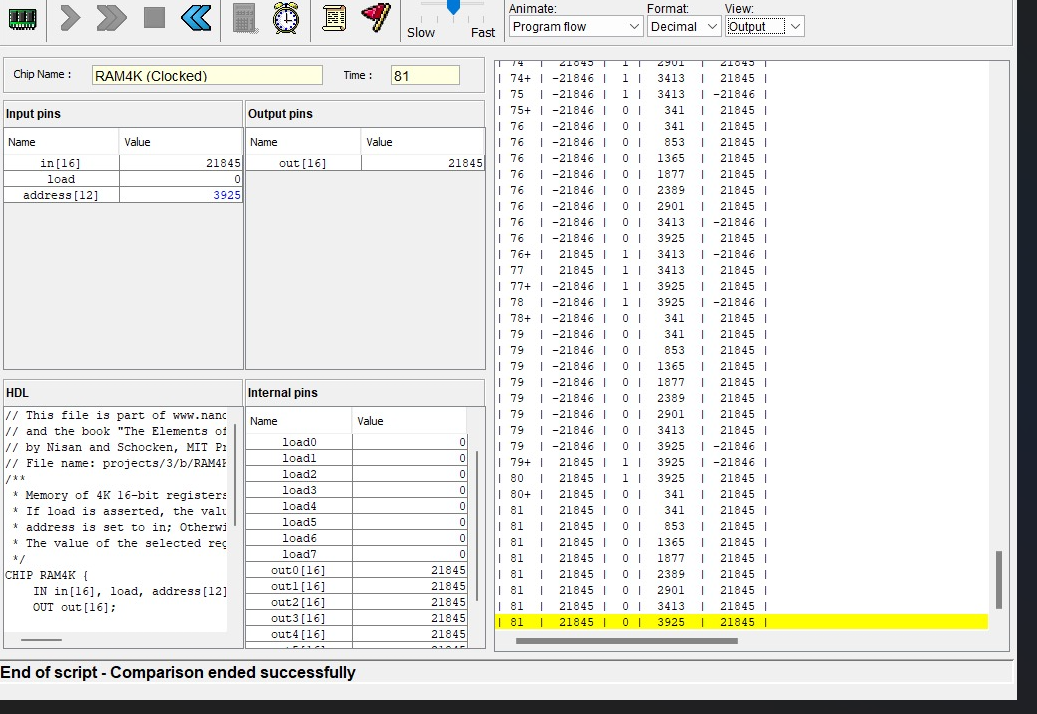 Slow Fast
Animate:
Program flow
Format:
Decimal
View:
Output
Chip Name : RAM4K (Clocked) Time : 81
Input pins
Name Value
in[16] 21845
load 0
address[12] 3925
Output pins
Name Value
out[16] 21845
HDL
// This file is part of www.nand
// and the book "The Elements of
// by Nisan and Schocken, MIT Pr
// File name: projects/3/b/RAM4K
/**
* Memory of 4K 16-bit registers
* If load is asserted, the valu
* address is set to in; Otherwi
* The value of the selected reg
*/
CHIP RAM4K {
IN in[16], load, address[12]
OUT out[16];
Internal pins
Name Value
load0 0
load1 0
load2 0
load3 0
load4 0
load5 0
load6 0
load7 0
out0[16] 21845
out1[16] 21845
out2[16] 21845
out3[16] 21845
out4[16] 21845
| 74 | 21845 | 1 | 2901 | 21845 |
| 74+ | -21846 | 1 | 3413 | 21845 |
| 75 | -21846 | 1 | 3413 | -21846 |
| 75+ | -21846 | 0 | 341 | 21845 |
| 76 | -21846 | 0 | 341 | 21845 |
| 76 | -21846 | 0 | 853 | 21845 |
| 76 | -21846 | 0 | 1365 | 21845 |
| 76 | -21846 | 0 | 1877 | 21845 |
| 76 | -21846 | 0 | 2389 | 21845 |
| 76 | -21846 | 0 | 2901 | 21845 |
| 76 | -21846 | 0 | 3413 | -21846 |
| 76 | -21846 | 0 | 3925 | 21845 |
| 76+ | 21845 | 1 | 3413 | -21846 |
| 77 | 21845 | 1 | 3413 | 21845 |
| 77+ | -21846 | 1 | 3925 | 21845 |
| 78 | -21846 | 1 | 3925 | -21846 |
| 78+ | -21846 | 0 | 341 | 21845 |
| 79 | -21846 | 0 | 341 | 21845 |
| 79 | -21846 | 0 | 853 | 21845 |
| 79 | -21846 | 0 | 1365 | 21845 |
| 79 | -21846 | 0 | 1877 | 21845 |
| 79 | -21846 | 0 | 2389 | 21845 |
| 79 | -21846 | 0 | 2901 | 21845 |
| 79 | -21846 | 0 | 3413 | 21845 |
| 79 | -21846 | 0 | 3925 | -21846 |
| 79+ | 21845 | 1 | 3925 | -21846 |
| 80 | 21845 | 1 | 3925 | 21845 |
| 80+ | 21845 | 0 | 341 | 21845 |
| 81 | 21845 | 0 | 341 | 21845 |
| 81 | 21845 | 0 | 853 | 21845 |
| 81 | 21845 | 0 | 1365 | 21845 |
| 81 | 21845 | 0 | 1877 | 21845 |
| 81 | 21845 | 0 | 2389 | 21845 |
| 81 | 21845 | 0 | 2901 | 21845 |
| 81 | 21845 | 0 | 3413 | 21845 |
| 81 | 21845 | 0 | 3925 | 21845 |
End of script - Comparison ended successfully